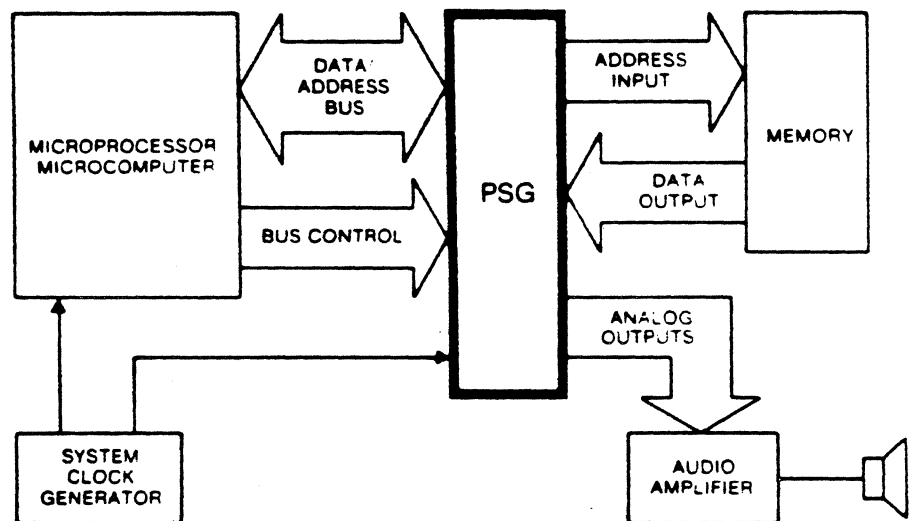 DATA/
ADDRESS
BUS
ADDRESS
INPUT
MICROPROCESSOR
MICROCOMPUTER
PSG
MEMORY
DATA
OUTPUT
BUS CONTROL
ANALOG
OUTPUTS
SYSTEM
CLOCK
GENERATOR
AUDIO
AMPLIFIER